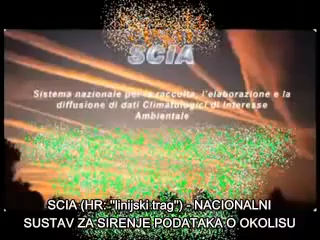 SCIA
Sistema nazionale per la raccolta, l'elaborazione e la
diffusione di dati Climatologici di Interesse
Ambientale
SCIA (HR: "linijski trag") - NACIONALNI
SUSTAV ZA SIRENJE PODATAKA O OKOLISU